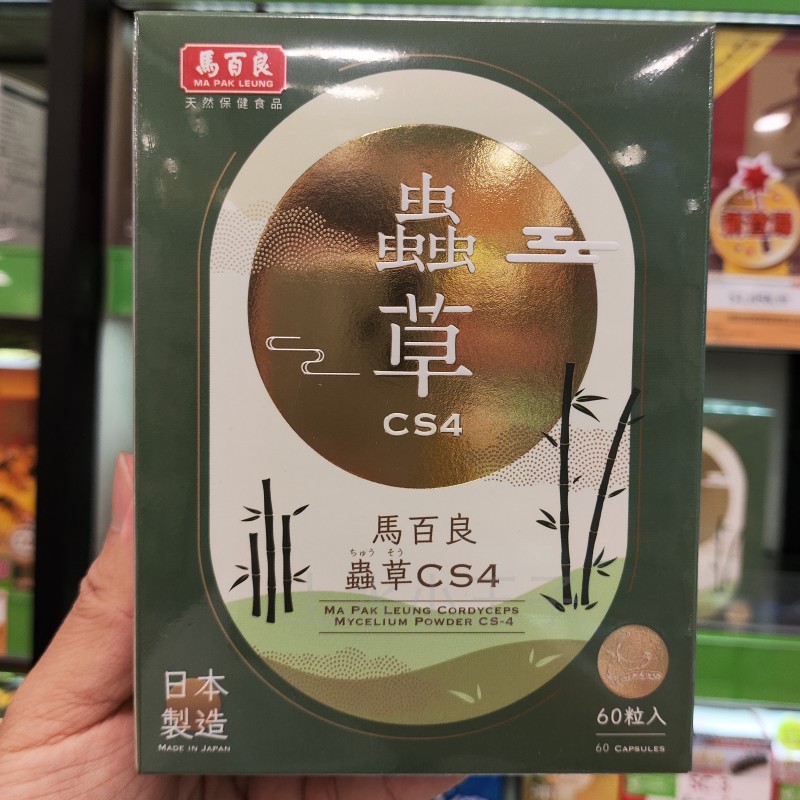 馬百良
MA PAK LEUNG
天然保健食品
蟲
草
CS4
馬百良
ちゅう そう
蟲草CS4
MA PAK LEUNG CORDYCEPS
MYCELIUM POWDER CS-4
日本
製造
MADE IN JAPAN
60粒入
60 CAPSULES